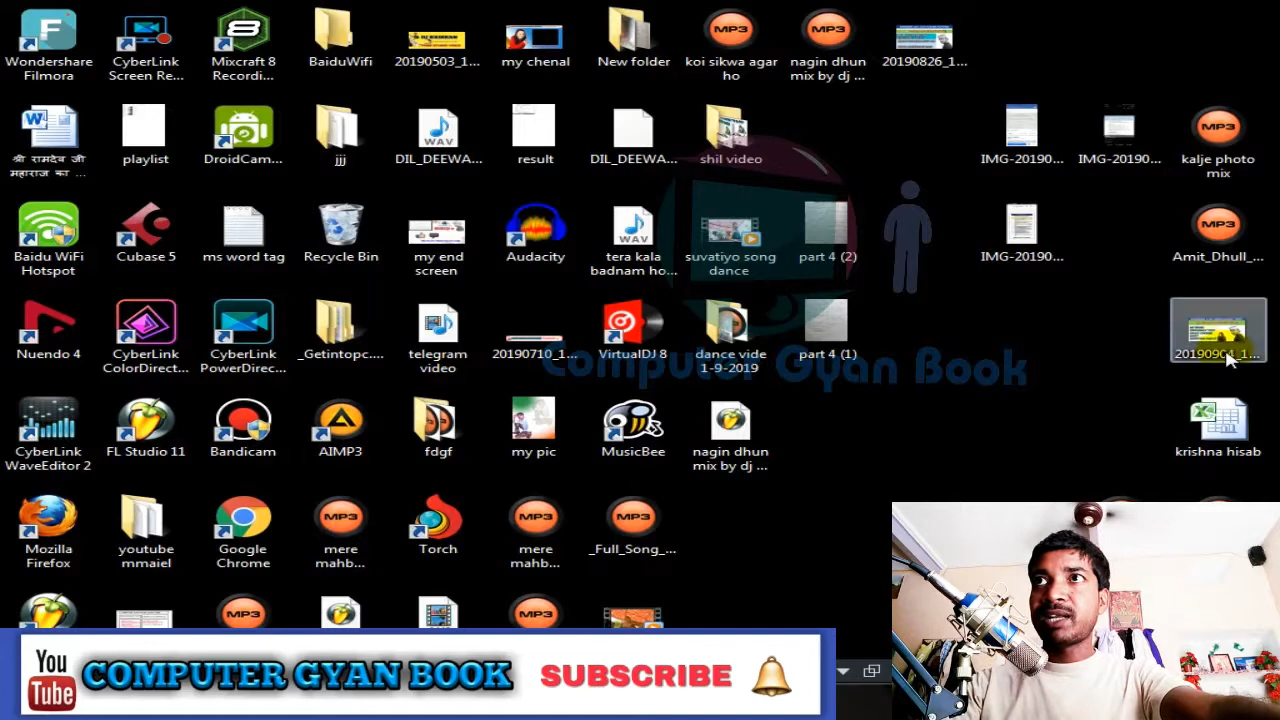 Wondershare
Filmora
CyberLink
Screen Re...
Mixcraft 8
Recordi...
BaiduWifi
20190503_1...
my chenal
New folder
koi sikwa agar
ho
nagin dhun
mix by dj ...
20190826_1...
श्री रामदेव जी
महाराज का ...
playlist
DroidCam...
jjj
DIL_DEEWA...
result
DIL_DEEWA...
shil video
IMG-20190...
IMG-20190...
kalje photo
mix
Baidu WiFi
Hotspot
Cubase 5
ms word tag
Recycle Bin
my end
screen
Audacity
tera kala
badnam ho...
suvatiyo song
dance
part 4 (2)
IMG-20190...
Amit_Dhull_...
Nuendo 4
CyberLink
ColorDirect...
CyberLink
PowerDirec...
_Getintopc....
telegram
video
20190710_1...
VirtualDJ 8
dance vide
1-9-2019
part 4 (1)
20190904_1...
Computer Gyan Book
CyberLink
WaveEditor 2
FL Studio 11
Bandicam
AIMP3
fdgf
my pic
MusicBee
nagin dhun
mix by dj ...
krishna hisab
Mozilla
Firefox
youtube
mmaiel
Google
Chrome
mere
mahb...
Torch
mere
mahb...
_Full_Song_...
MP3
MP3
MP3
WAV
WAV
MP3
MP3
MP3
MP3
MP3
MP3
MP3
You
Tube
COMPUTER GYAN BOOK
SUBSCRIBE